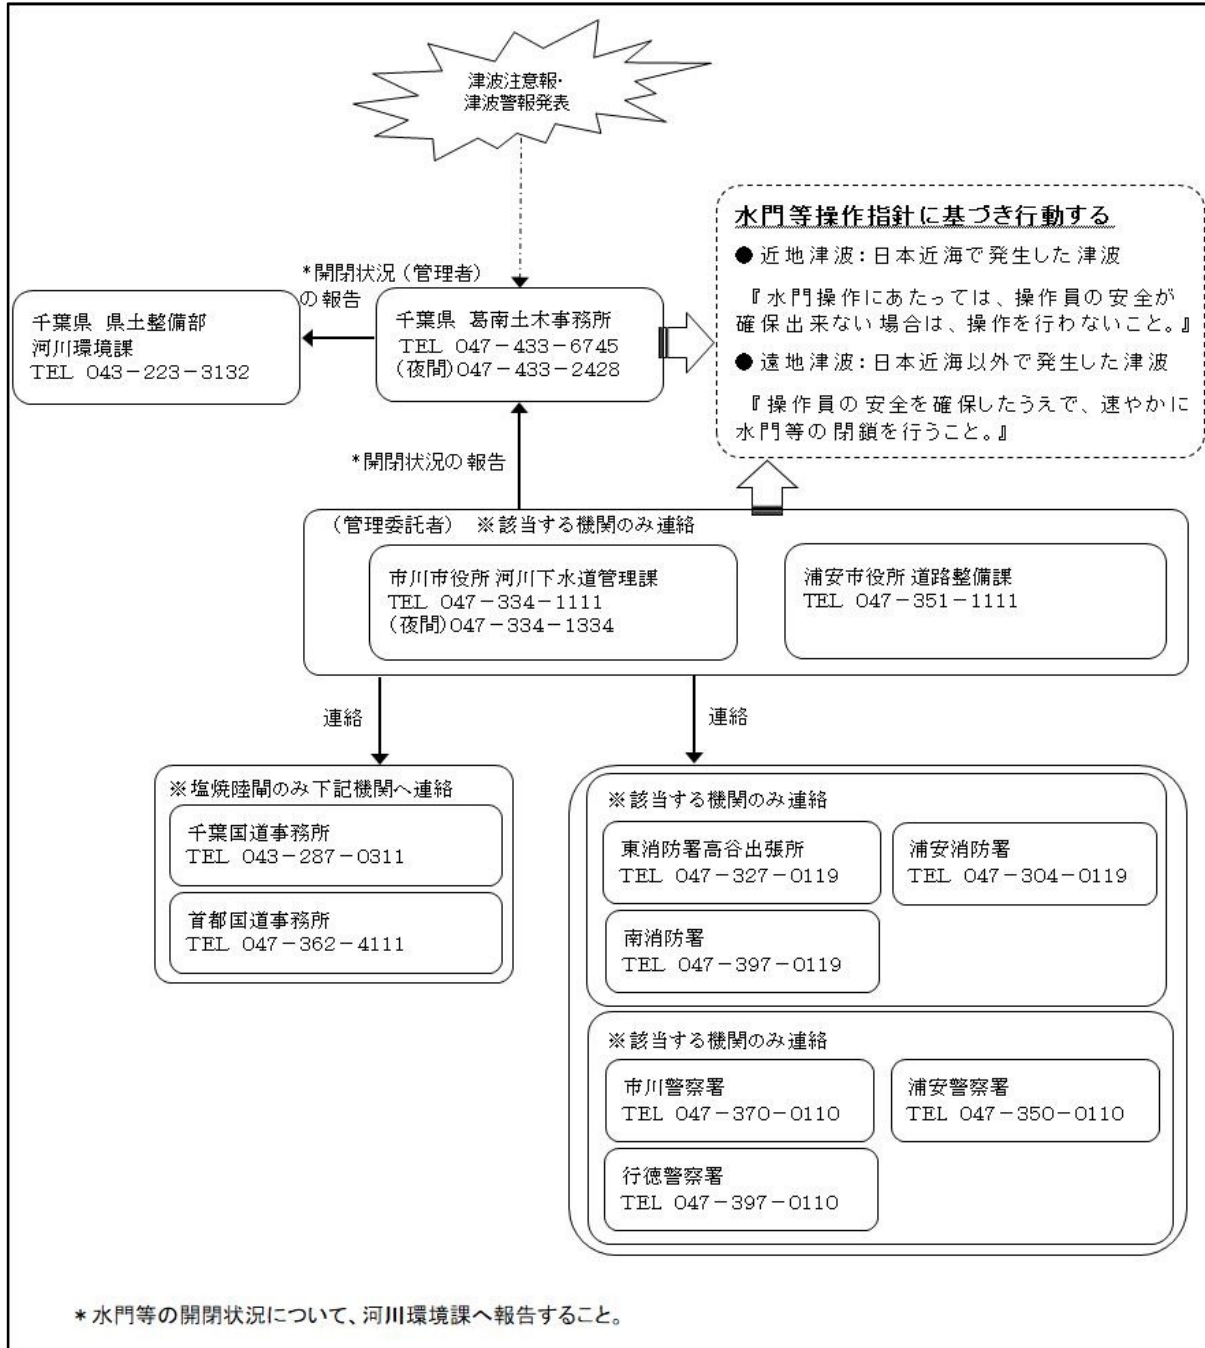 津波注意報・
津波警報発表
*開閉状況(管理者)
の報告
千葉県 県土整備部
河川環境課
TEL 043-223-3132
千葉県 葛南土木事務所
TEL 047-433-6745
(夜間)047-433-2428
水門等操作指針に基づき行動する
●近地津波:日本近海で発生した津波
『水門操作にあたっては、操作員の安全が
確保出来ない場合は、操作を行わないこと。』
●遠地津波:日本近海以外で発生した津波
『操作員の安全を確保したうえで、速やかに
水門等の閉鎖を行うこと。』
*開閉状況の報告
(管理委託者) ※該当する機関のみ連絡
市川市役所 河川下水道管理課
TEL 047-334-1111
(夜間)047-334-1334
浦安市役所 道路整備課
TEL 047-351-1111
連絡
連絡
※塩焼陸閘のみ下記機関へ連絡
千葉国道事務所
TEL 043-287-0311
首都国道事務所
TEL 047-362-4111
※該当する機関のみ連絡
東消防署高谷出張所
TEL 047-327-0119
浦安消防署
TEL 047-304-0119
南消防署
TEL 047-397-0119
※該当する機関のみ連絡
市川警察署
TEL 047-370-0110
浦安警察署
TEL 047-350-0110
行徳警察署
TEL 047-397-0110
*水門等の開閉状況について、河川環境課へ報告すること。